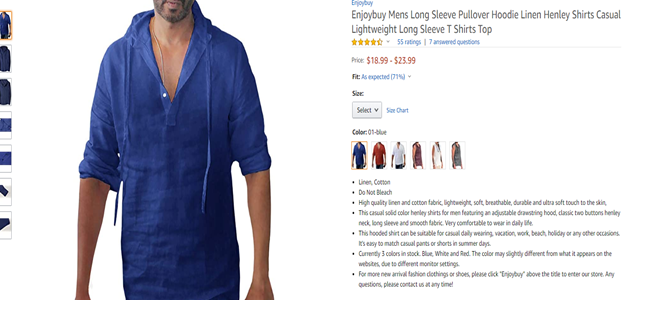 Enjoybuy
Enjoybuy Mens Long Sleeve Pullover Hoodie Linen Henley Shirts Casual
Lightweight Long Sleeve T Shirts Top
55 ratings | 7 answered questions
Price: $18.99 - $23.99
Fit: As expected (71%)
Size:
Select Size Chart
Color: 01-blue
• Linen, Cotton
• Do Not Bleach
• High quality linen and cotton fabric, lightweight, soft, breathable, durable and ultra soft touch to the skin,
• This casual solid color henley shirts for men featuring an adjustable drawstring hood, classic two buttons henley
neck, long sleeve and smooth fabric. Very comfortable to wear in daily life.
• This hooded shirt can be suitable for casual daily wearing, vacation, work, beach, holiday or any other occasions.
It's easy to match casual pants or shorts in summer days.
• Currently 3 colors in stock. Blue, White and Red. The color may slightly different from what it appears on the
websites, due to different monitor settings.
• For more new arrival fashion clothings or shoes, please click "Enjoybuy" above the title to enter our store. Any
questions, please contact us at any time!